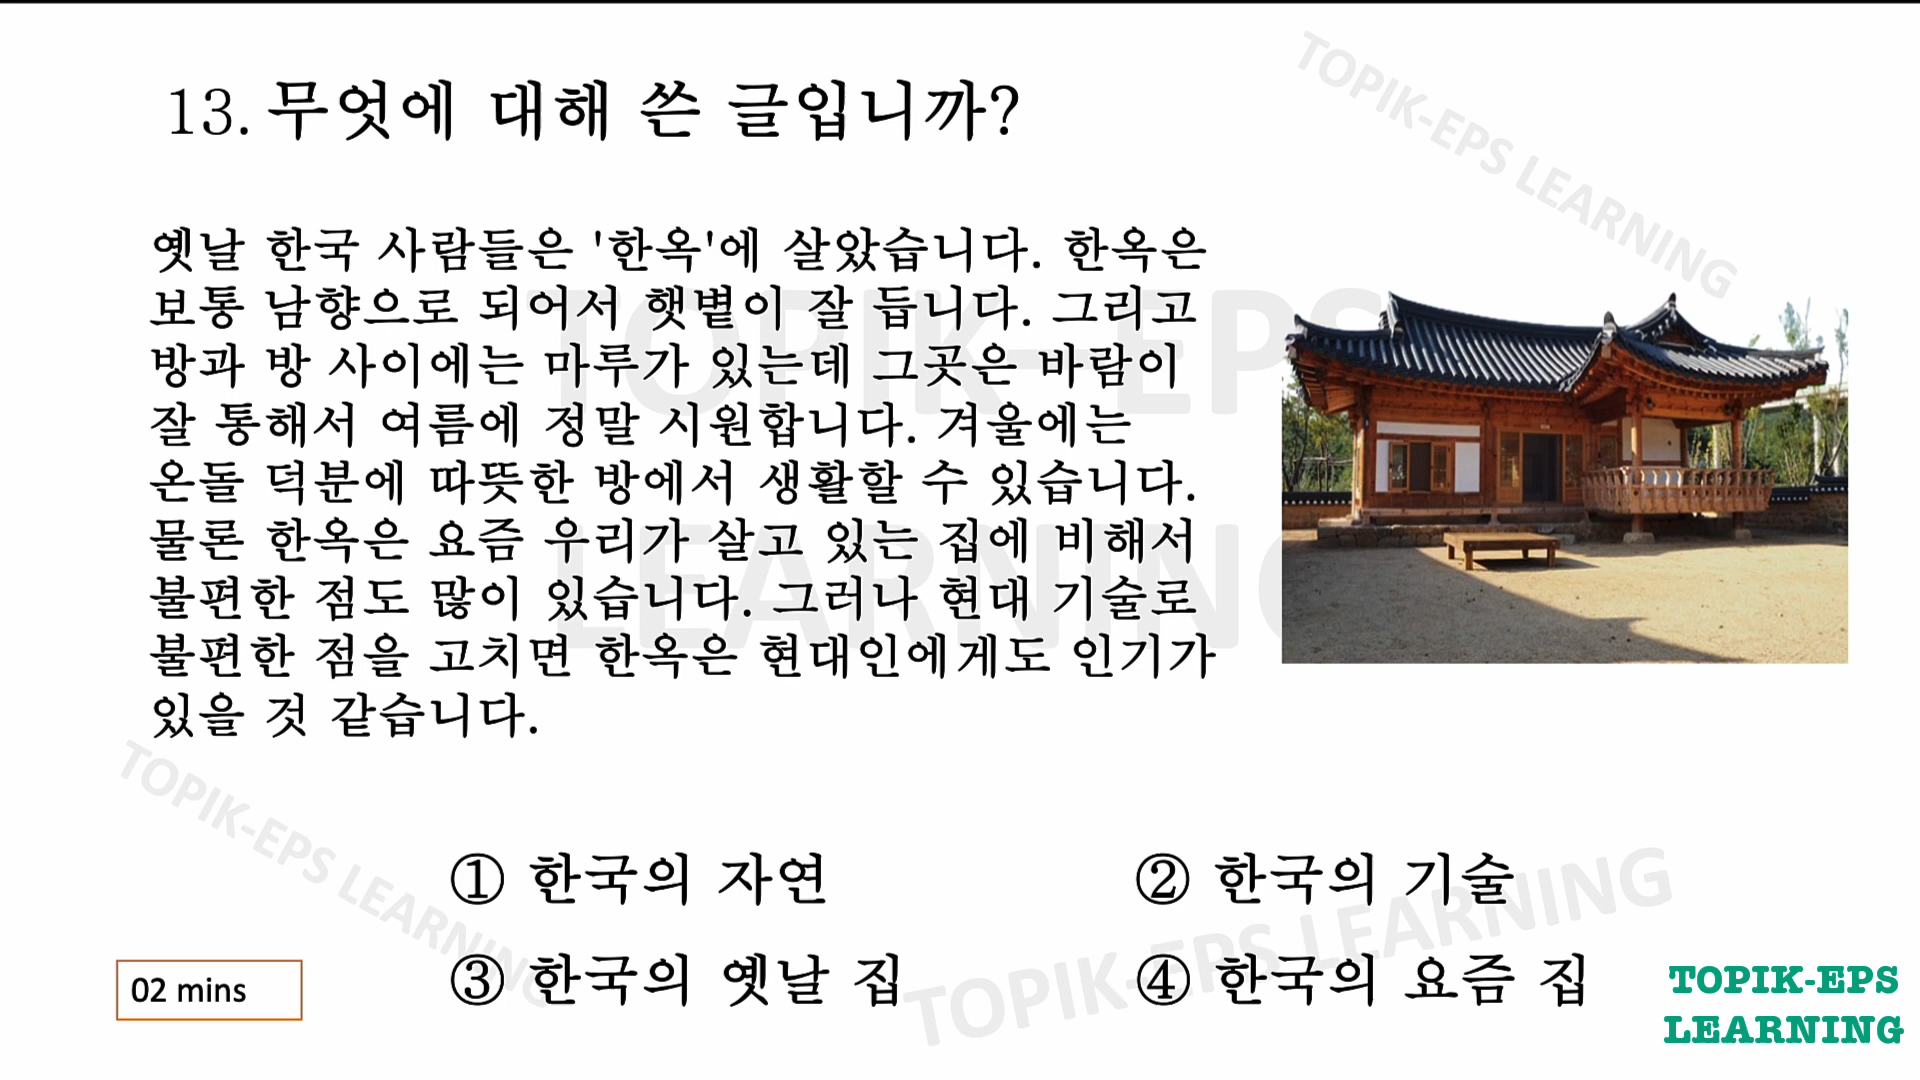 TOPIK-EPS LEARNING
13. 무엇에 대해 쓴 글입니까?
옛날 한국 사람들은 '한옥'에 살았습니다. 한옥은
보통 남향으로 되어서 햇볕이 잘 듭니다. 그리고
방과 방 사이에는 마루가 있는데 그곳은 바람이
잘 통해서 여름에 정말 시원합니다. 겨울에는
온돌 덕분에 따뜻한 방에서 생활할 수 있습니다.
물론 한옥은 요즘 우리가 살고 있는 집에 비해서
불편한 점도 많이 있습니다. 그러나 현대 기술로
불편한 점을 고치면 한옥은 현대인에게도 인기가
있을 것 같습니다.
TOPIK-EPS
LEARNING
TOPIK-EPS LEARNING
① 한국의 자연
② 한국의 기술
③ 한국의 옛날 집
④ 한국의 요즘 집
TOPIK-EPS LEARNING
02 mins
TOPIK-EPS
LEARNING